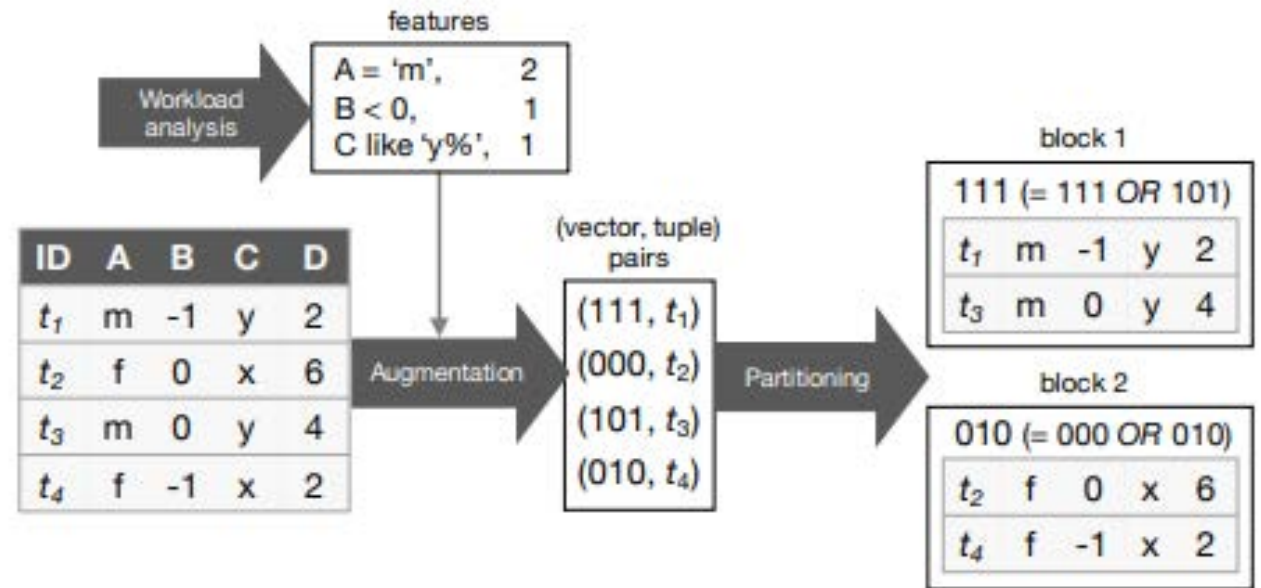 features
A = ‘m’, 2
B < 0, 1
C like ‘y%’, 1
Workload
analysis
ID A B C D
t1 m -1 y 2
t2 f 0 x 6
t3 m 0 y 4
t4 f -1 x 2
Augmentation
(vector, tuple)
pairs
(111, t1)
(000, t2)
(101, t3)
(010, t4)
Partitioning
block 1
111 (= 111 OR 101)
t1 m -1 y 2
t3 m 0 y 4
block 2
010 (= 000 OR 010)
t2 f 0 x 6
t4 f -1 x 2